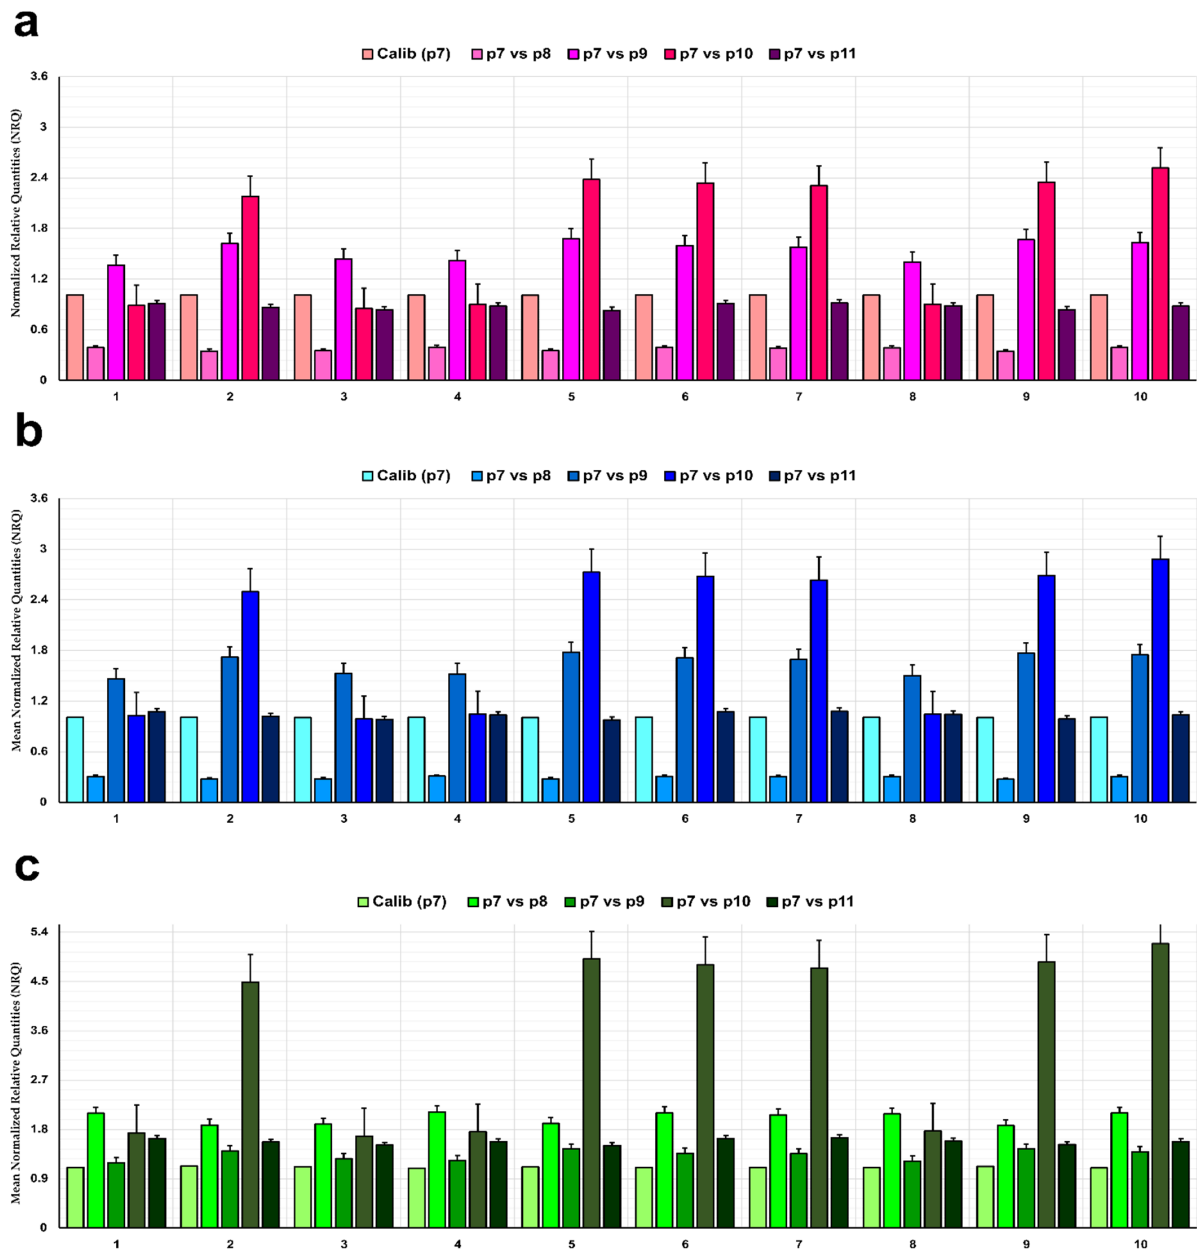 a
Calib (p7) p7 vs p8 p7 vs p9 p7 vs p10 p7 vs p11
Normalized Relative Quantities (NRQ)
3.6
3
2.4
1.8
1.2
0.6
0
1 2 3 4 5 6 7 8 9 10
b
Calib (p7) p7 vs p8 p7 vs p9 p7 vs p10 p7 vs p11
Mean Normalized Relative Quantities (NRQ)
3.6
3
2.4
1.8
1.2
0.6
0
1 2 3 4 5 6 7 8 9 10
c
Calib (p7) p7 vs p8 p7 vs p9 p7 vs p10 p7 vs p11
Mean Normalized Relative Quantities (NRQ)
5.4
4.5
3.6
2.7
1.8
0.9
0
1 2 3 4 5 6 7 8 9 10